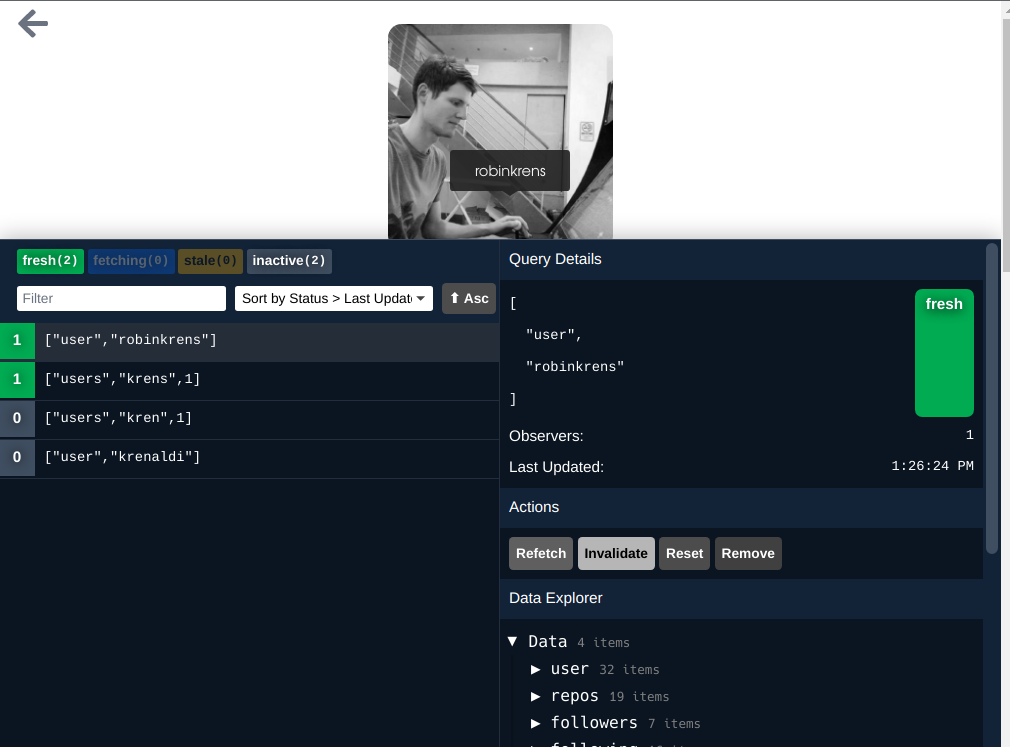 robinkrens
fresh(2) fetching(0) stale(0) inactive(2)
Filter Sort by Status > Last Updat ⬆ Asc
1 ["user","robinkrens"]
1 ["users","krens",1]
0 ["users","kren",1]
0 ["user","krenaldi"]
Query Details
[ fresh
"user",
"robinkrens"
]
Observers: 1
Last Updated: 1:26:24 PM
Actions
Refetch Invalidate Reset Remove
Data Explorer
▼ Data 4 items
▶ user 32 items
▶ repos 19 items
▶ followers 7 items